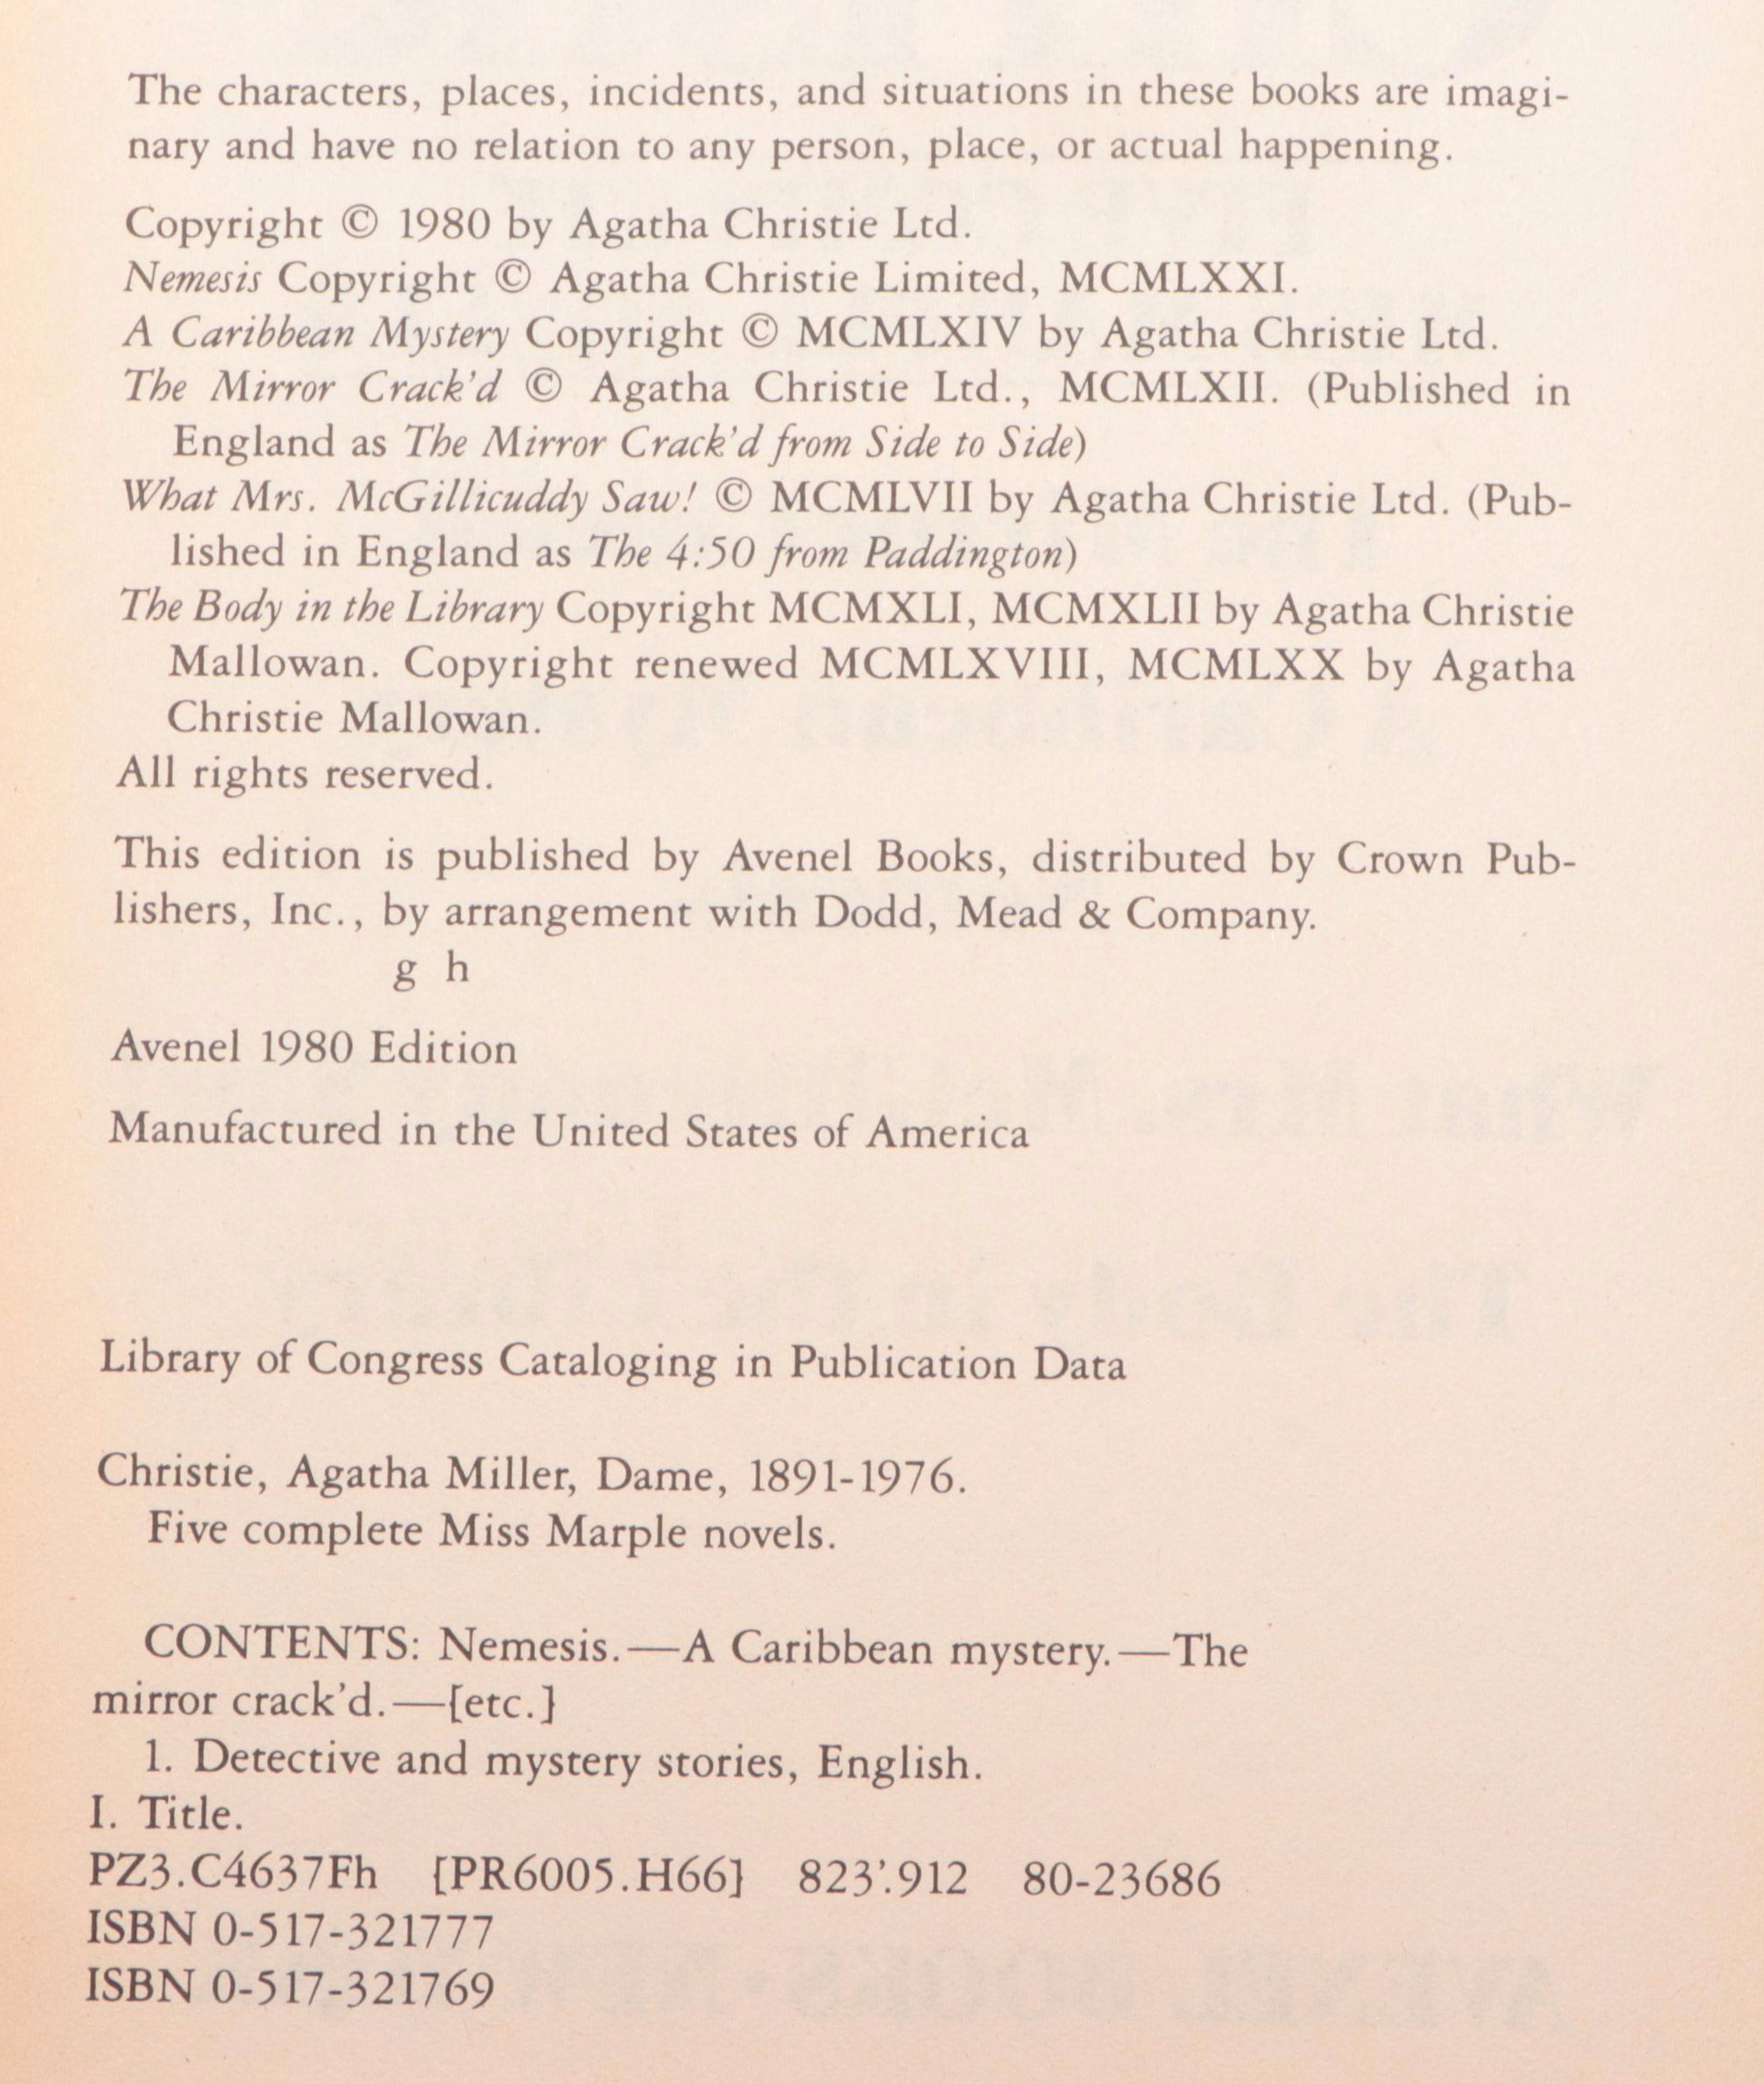 The characters, places, incidents, and situations in these books are imagi-
nary and have no relation to any person, place, or actual happening.
Copyright © 1980 by Agatha Christie Ltd.
Nemesis Copyright © Agatha Christie Limited, MCMLXXI.
A Caribbean Mystery Copyright © MCMLXIV by Agatha Christie Ltd.
The Mirror Crack'd © Agatha Christie Ltd., MCMLXII. (Published in
England as The Mirror Crack'd from Side to Side)
What Mrs. McGillicuddy Saw! © MCMLVII by Agatha Christie Ltd. (Pub-
lished in England as The 4:50 from Paddington)
The Body in the Library Copyright MCMXLI, MCMXLII by Agatha Christie
Mallowan. Copyright renewed MCMLXVIII, MCMLXX by Agatha
Christie Mallowan.
All rights reserved.
This edition is published by Avenel Books, distributed by Crown Pub-
lishers, Inc., by arrangement with Dodd, Mead & Company.
g h
Avenel 1980 Edition
Manufactured in the United States of America
Library of Congress Cataloging in Publication Data
Christie, Agatha Miller, Dame, 1891-1976.
Five complete Miss Marple novels.
CONTENTS: Nemesis.—A Caribbean mystery.—The
mirror crack'd.—[etc.]
1. Detective and mystery stories, English.
I. Title.
PZ3.C4637Fh [PR6005.H66] 823'.912 80-23686
ISBN 0-517-321777
ISBN 0-517-321769